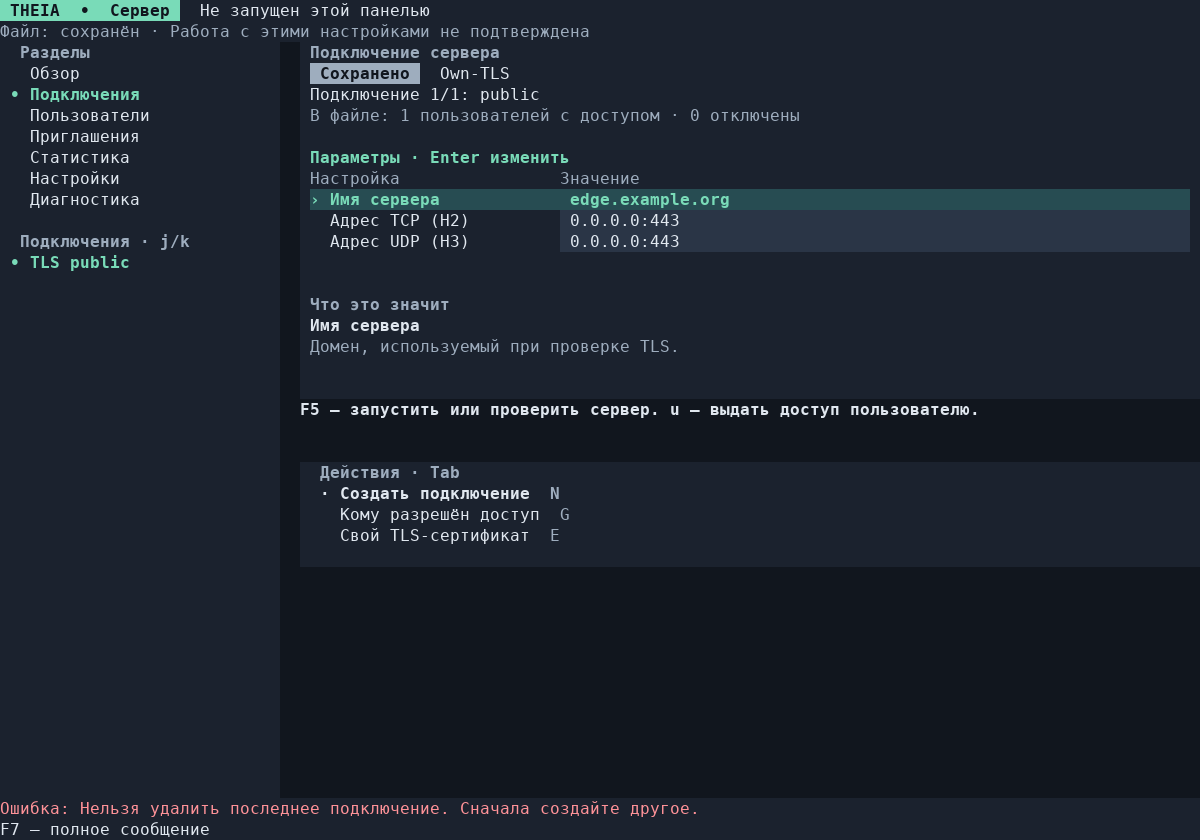 THEIA • Сервер Не запущен этой панелью
Файл: сохранён · Работа с этими настройками не подтверждена
Разделы
Обзор
• Подключения
Пользователи
Приглашения
Статистика
Настройки
Диагностика
Подключения · j/k
• TLS public
Подключение сервера
Сохранено Own-TLS
Подключение 1/1: public
В файле: 1 пользователей с доступом · 0 отключены
Параметры · Enter изменить
Настройка Значение
› Имя сервера edge.example.org
Адрес TCP (H2) 0.0.0.0:443
Адрес UDP (H3) 0.0.0.0:443
Что это значит
Имя сервера
Домен, используемый при проверке TLS.
F5 — запустить или проверить сервер. u — выдать доступ пользователю.
Действия · Tab
· Создать подключение N
Кому разрешён доступ G
Свой TLS-сертификат E
Ошибка: Нельзя удалить последнее подключение. Сначала создайте другое.
F7 — полное сообщение